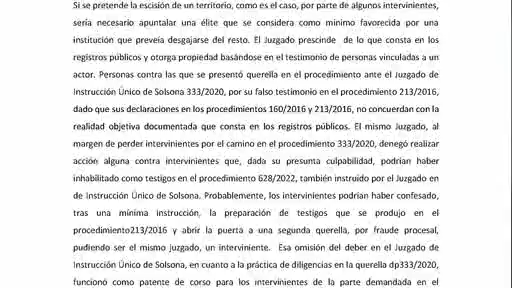 Si se pretende la escisión de un territorio, como es el caso, por parte de algunos intervinientes,
sería necesario apuntalar una élite que se considera como mínimo favorecida por una
institución que preveía desgajarse del resto. El Juzgado prescinde de lo que consta en los
registros públicos y otorga propiedad basándose en el testimonio de personas vinculadas a un
actor. Personas contra las que se presentó querella en el procedimiento ante el Juzgado de
Instrucción Único de Solsona 333/2020, por su falso testimonio en el procedimiento 213/2016,
dado que sus declaraciones en los procedimientos 160/2016 y 213/2016, no concuerdan con la
realidad objetiva documentada que consta en los registros públicos. El mismo Juzgado, al
margen de perder intervinientes por el camino en el procedimiento 333/2020, denegó realizar
acción alguna contra intervinientes que, dada su presunta culpabilidad, podrían haber
inhabilitado como testigos en el procedimiento 628/2022, también instruido por el Juzgado en
de Instrucción Único de Solsona. Probablemente, los intervinientes podrían haber confesado,
tras una mínima instrucción, la preparación de testigos que se produjo en el
procedimiento213/2016 y abrir la puerta a una segunda querella, por fraude procesal,
pudiendo ser el mismo juzgado, un interviniente. Esa omisión del deber en el Juzgado de
Instrucción Único de Solsona, en cuanto a la práctica de diligencias en la querella dp333/2020,
funcionó como patente de corso para los intervinientes de la parte demandada en el